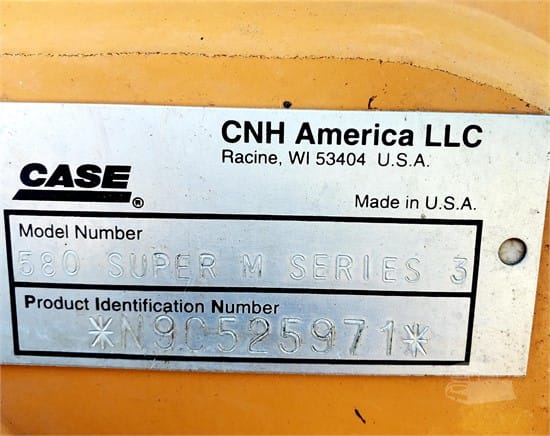 CNH America LLC
Racine, WI 53404 U.S.A.
CASE®
Made in U.S.A.
Model Number
580 SUPER M SERIES 3
Product Identification Number
*N9C525971*